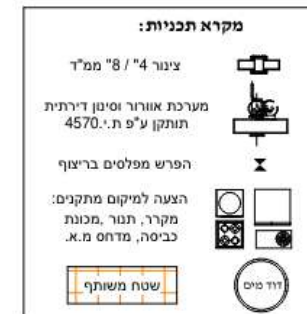 מקרא תכניות:
צינור 4" / 8" ממ"ד
מערכת אוורור וסינון דירתית
תותקן ע"פ ת.י.4570.
הפרש מפלסים בריצוף
הצעה למיקום מתקנים:
מקרר, תנור ,מכונת
כביסה, מדחס מ.א.
דוד מים
שטח משותף